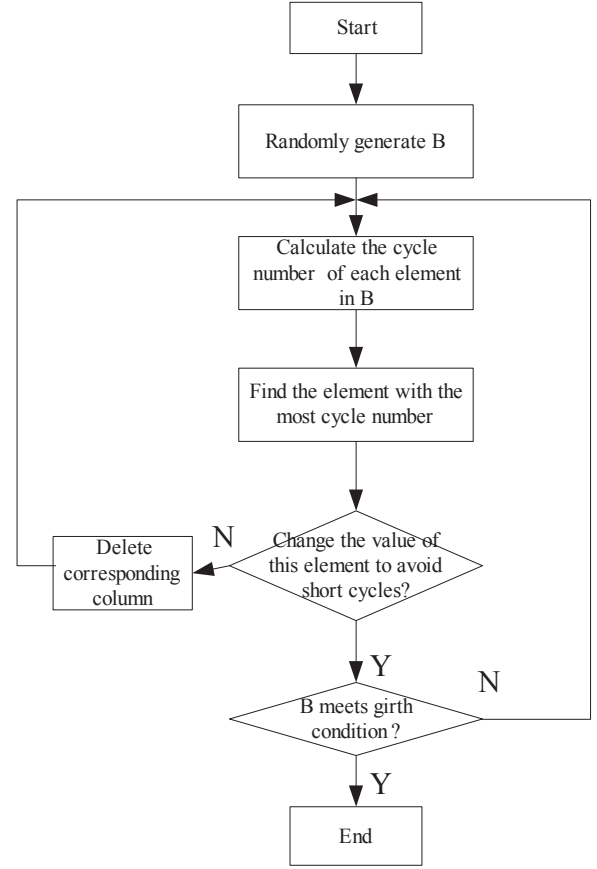 Start
Randomly generate B
Calculate the cycle
number of each element
in B
Find the element with the
most cycle number
N
Change the value of
this element to avoid
short cycles?
Delete
corresponding
column
Y
N
B meets girth
condition ?
Y
End